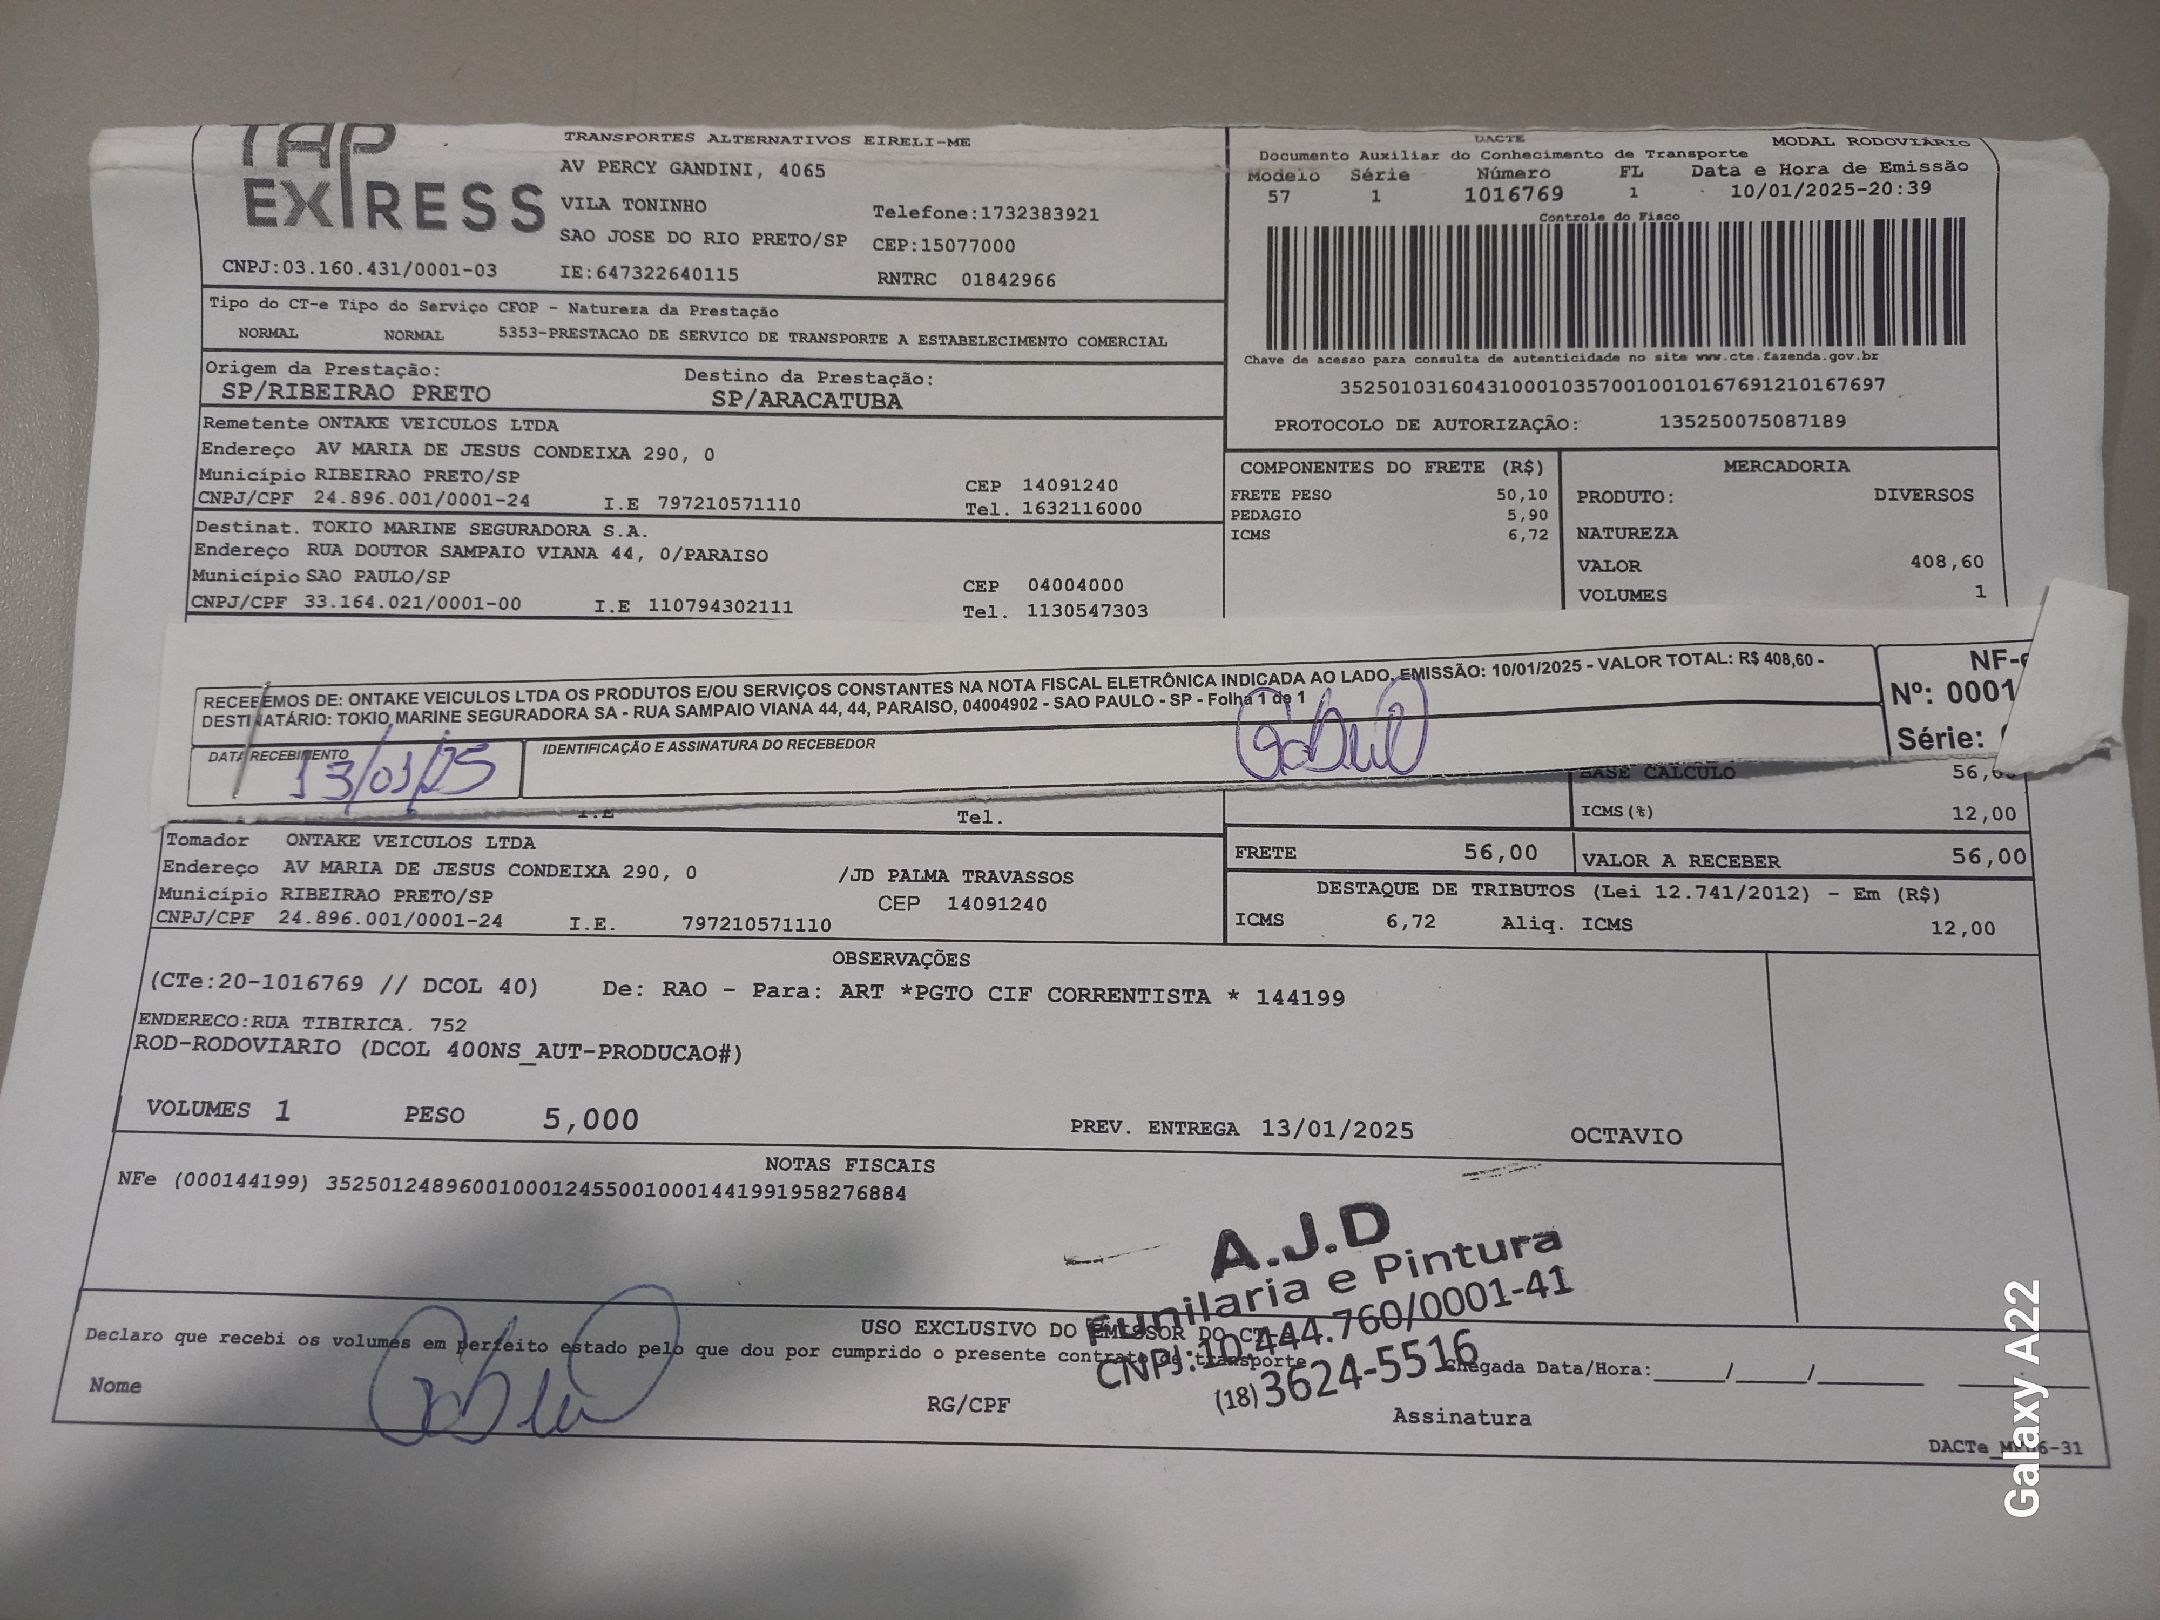 TAP
EXPRESS
TRANSPORTES ALTERNATIVOS EIRELI-ME
AV PERCY GANDINI, 4065
VILA TONINHO
Telefone:1732383921
SAO JOSE DO RIO PRETO/SP
CEP:15077000
CNPJ:03.160.431/0001-03
IE:647322640115
RNTRC 01842966
DACTE
MODAL RODOVIÁRIO
Documento Auxiliar do Conhecimento de Transporte
Modelo Série Número FL Data e Hora de Emissão
57 1 1016769 1 10/01/2025-20:39
Controle do Fisco
Chave de acesso para consulta de autenticidade no site www.cte.fazenda.gov.br
35250103160431000103570010010167691210167697
PROTOCOLO DE AUTORIZAÇÃO: 135250075087189
Tipo do CT-e Tipo do Serviço CFOP - Natureza da Prestação
NORMAL NORMAL 5353-PRESTACAO DE SERVICO DE TRANSPORTE A ESTABELECIMENTO COMERCIAL
Origem da Prestação: Destino da Prestação:
SP/RIBEIRAO PRETO SP/ARACATUBA
Remetente ONTAKE VEICULOS LTDA
Endereço AV MARIA DE JESUS CONDEIXA 290, 0
Município RIBEIRAO PRETO/SP CEP 14091240
CNPJ/CPF 24.896.001/0001-24 I.E 797210571110 Tel. 1632116000
Destinat. TOKIO MARINE SEGURADORA S.A.
Endereço RUA DOUTOR SAMPAIO VIANA 44, 0/PARAISO
Município SAO PAULO/SP CEP 04004000
CNPJ/CPF 33.164.021/0001-00 I.E 110794302111 Tel. 1130547303
COMPONENTES DO FRETE (R$)
FRETE PESO 50,10
PEDAGIO 5,90
ICMS 6,72
MERCADORIA
PRODUTO: DIVERSOS
NATUREZA
VALOR 408,60
VOLUMES 1
RECEBEMOS DE: ONTAKE VEICULOS LTDA OS PRODUTOS E/OU SERVIÇOS CONSTANTES NA NOTA FISCAL ELETRÔNICA INDICADA AO LADO. EMISSÃO: 10/01/2025 - VALOR TOTAL: R$ 408,60 -
DESTINATÁRIO: TOKIO MARINE SEGURADORA SA - RUA SAMPAIO VIANA 44, 44, PARAISO, 04004902 - SAO PAULO - SP - Folha 1 de 1
NF-e
Nº: 0001
Série:
DATA RECEBIMENTO
13/01/25
IDENTIFICAÇÃO E ASSINATURA DO RECEBEDOR
BASE CALCULO 56,00
I.E Tel.
ICMS(%) 12,00
Tomador ONTAKE VEICULOS LTDA
Endereço AV MARIA DE JESUS CONDEIXA 290, 0 /JD PALMA TRAVASSOS
Município RIBEIRAO PRETO/SP CEP 14091240
CNPJ/CPF 24.896.001/0001-24 I.E. 797210571110
FRETE 56,00
VALOR A RECEBER 56,00
DESTAQUE DE TRIBUTOS (Lei 12.741/2012) - Em (R$)
ICMS 6,72 Aliq. ICMS 12,00
OBSERVAÇÕES
(CTe:20-1016769 // DCOL 40) De: RAO - Para: ART *PGTO CIF CORRENTISTA * 144199
ENDERECO:RUA TIBIRICA. 752
ROD-RODOVIARIO (DCOL 400NS_AUT-PRODUCAO#)
VOLUMES 1 PESO 5,000 PREV. ENTREGA 13/01/2025 OCTAVIO
NOTAS FISCAIS
NFe (000144199) 35250124896001000124550010001441991958276884
A.J.D
Funilaria e Pintura
CNPJ:10.444.760/0001-41
(18)3624-5516
USO EXCLUSIVO DO EMISSOR DO CT-
Declaro que recebi os volumes em perfeito estado pelo que dou por cumprido o presente contrato de transporte
Chegada Data/Hora:_____/_____/_______
Nome RG/CPF Assinatura
Galaxy A22